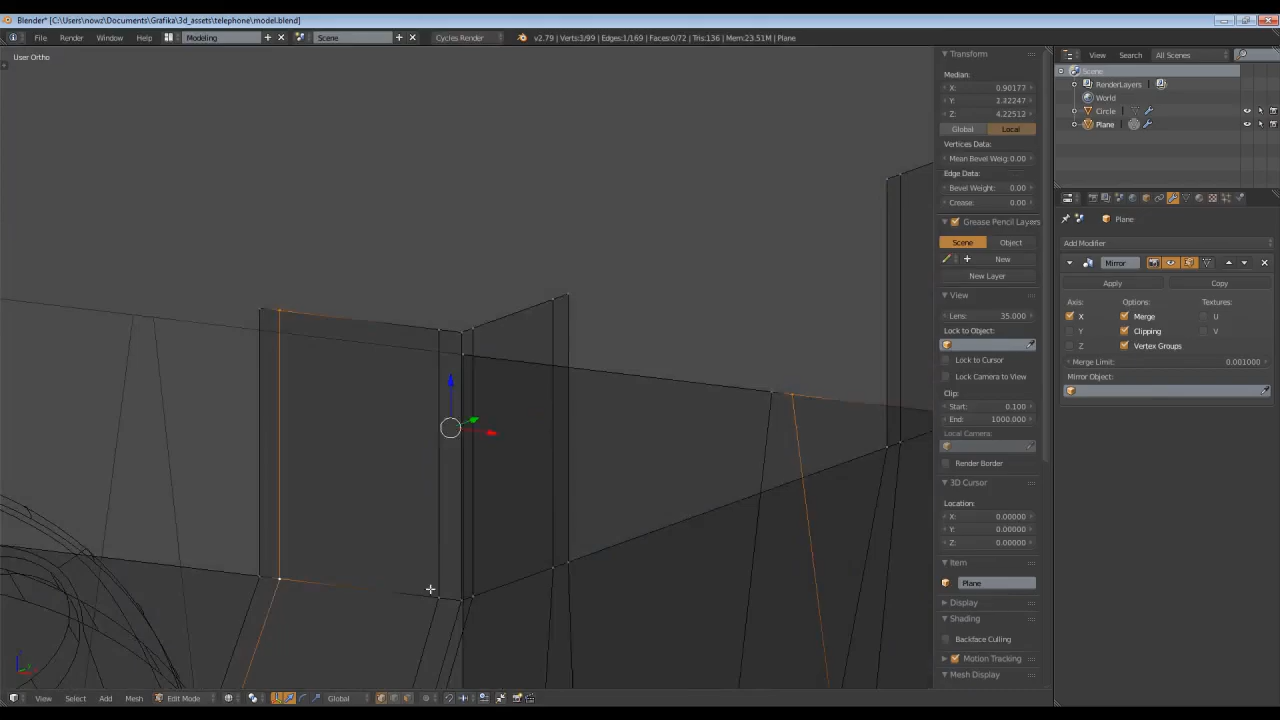 Blender* [C:\Users\nowz\Documents\Grafika\3d_assets\telephone\model.blend]
File Render Window Help Modeling Scene Cycles Render v2.79 | Verts:3/99 | Edges:1/169 | Faces:0/72 | Tris:136 | Mem:23.51M | Plane
User Ortho
Transform
Median:
X: 0.90177
Y: 2.32247
Z: 4.22512
Global Local
Vertices Data:
Mean Bevel Weig: 0.00
Edge Data:
Bevel Weight: 0.00
Crease: 0.00
Grease Pencil Layers
Scene Object
New
New Layer
View
Lens: 35.000
Lock to Object:
Lock to Cursor
Lock Camera to View
Clip:
Start: 0.100
End: 1000.000
Local Camera:
Render Border
3D Cursor
Location:
X: 0.00000
Y: 0.00000
Z: 0.00000
Item
Plane
Display
Shading
Backface Culling
Motion Tracking
Mesh Display
View Search All Scenes
Scene
RenderLayers
World
Circle
Plane
Plane
Add Modifier
Mirror
Apply Copy
Axis: Options: Textures:
X Merge U
Y Clipping V
Z Vertex Groups
Merge Limit: 0.001000
Mirror Object:
View Select Add Mesh Edit Mode Global